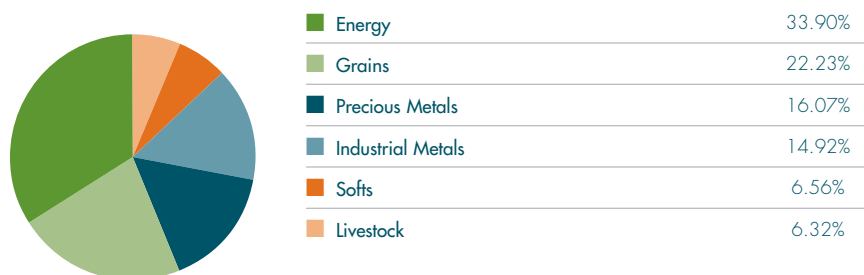 Energy 33.90%
Grains 22.23%
Precious Metals 16.07%
Industrial Metals 14.92%
Softs 6.56%
Livestock 6.32%